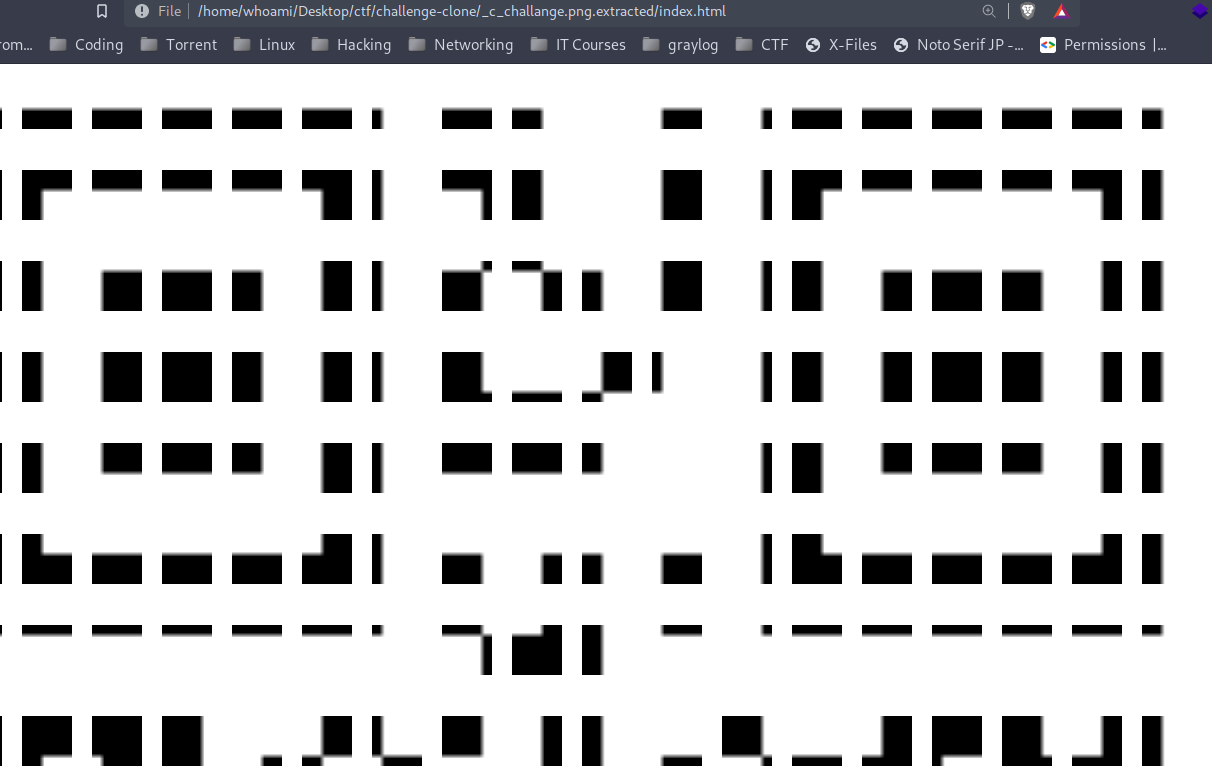 File /home/whoami/Desktop/ctf/challenge-clone/_c_challange.png.extracted/index.html
rom... Coding Torrent Linux Hacking Networking IT Courses graylog CTF X-Files Noto Serif JP -... Permissions |...